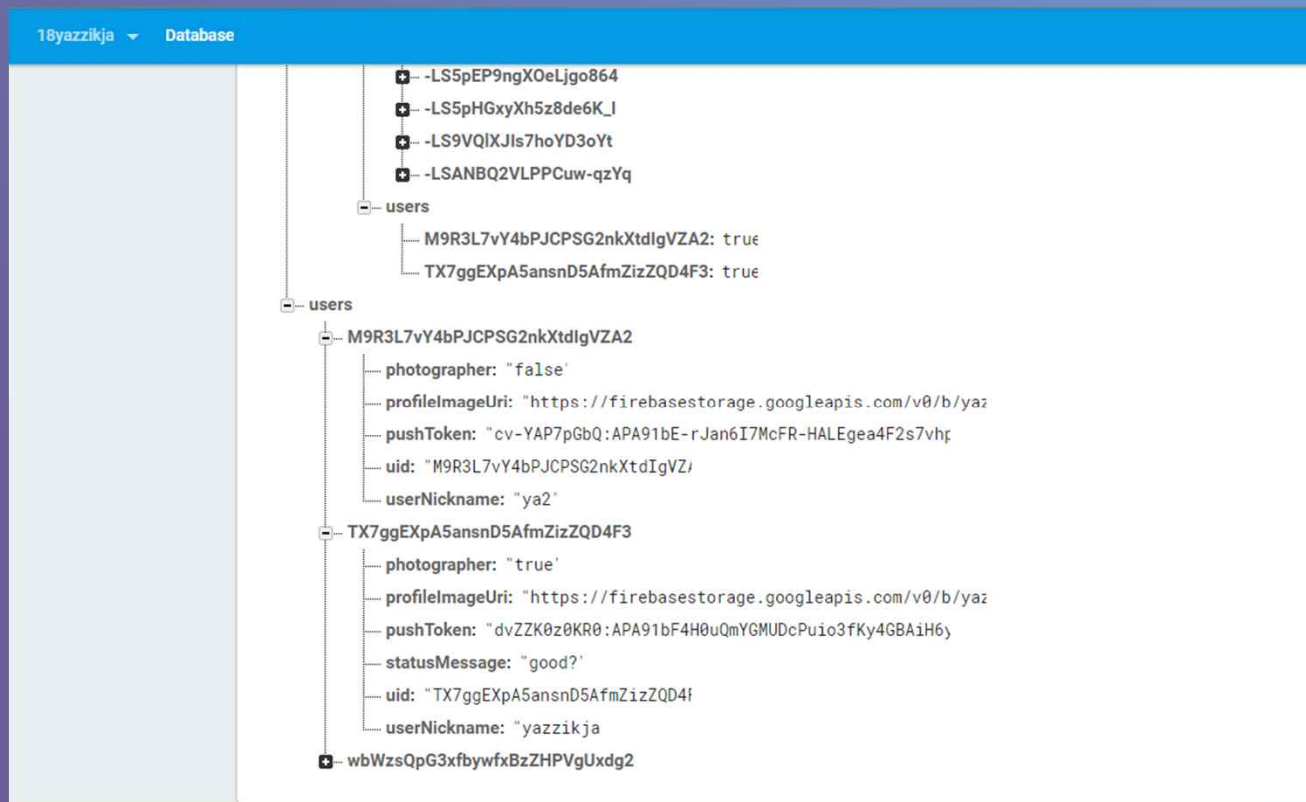 18yazzikja Database
-LS5pEP9ngXOeLjgo864
-LS5pHGxyXh5z8de6K_I
-LS9VQlXJIs7hoYD3oYt
-LSANBQ2VLPPCuw-qzYq
users
M9R3L7vY4bPJCPSG2nkXtdIgVZA2: true
TX7ggEXpA5ansnD5AfmZizZQD4F3: true
users
M9R3L7vY4bPJCPSG2nkXtdIgVZA2
photographer: "false"
profileImageUri: "https://firebasestorage.googleapis.com/v0/b/yaz
pushToken: "cv-YAP7pGbQ:APA91bE-rJan6I7McFR-HALEgea4F2s7vhp
uid: "M9R3L7vY4bPJCPSG2nkXtdIgVZA
userNickname: "ya2"
TX7ggEXpA5ansnD5AfmZizZQD4F3
photographer: "true"
profileImageUri: "https://firebasestorage.googleapis.com/v0/b/yaz
pushToken: "dvZZK0z0KR0:APA91bF4H0uQmYGMUDcPuio3fKy4GBAiH6y
statusMessage: "good?"
uid: "TX7ggEXpA5ansnD5AfmZizZQD4F
userNickname: "yazzikja
wbWzsQpG3xfbywfxBzZHPVgUxdg2